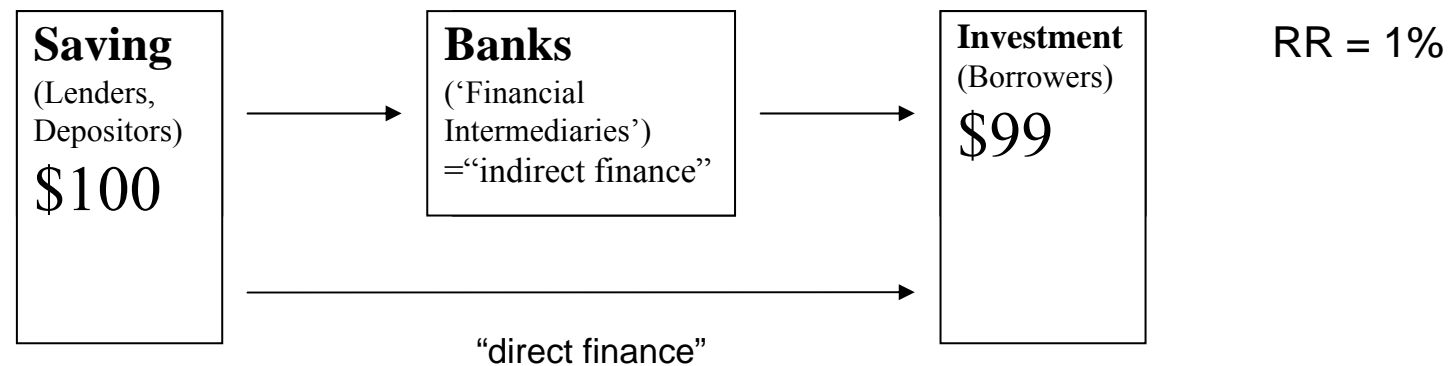 Saving
(Lenders,
Depositors)
$100
Banks
(‘Financial
Intermediaries’)
=“indirect finance”
Investment
(Borrowers)
$99
RR = 1%
“direct finance”